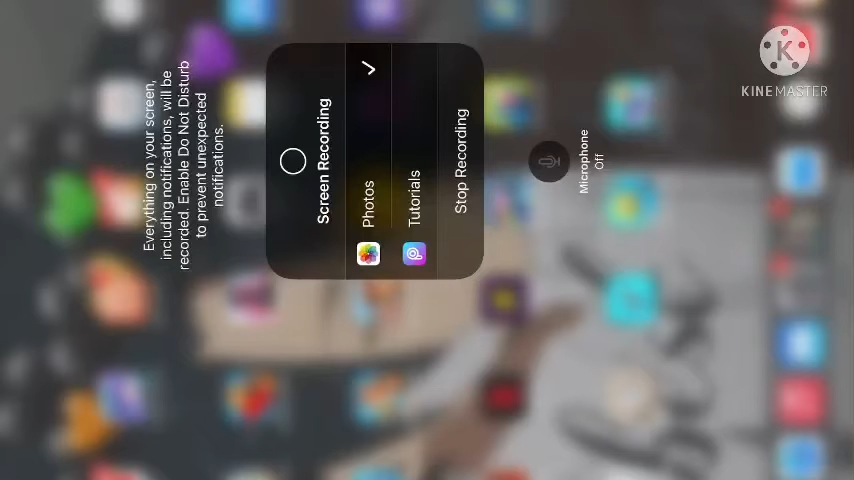 Everything on your screen,
including notifications, will be
recorded. Enable Do Not Disturb
to prevent unexpected
notifications.
Screen Recording
Photos
Tutorials
Stop Recording
Microphone
Off
K
KINEMASTER